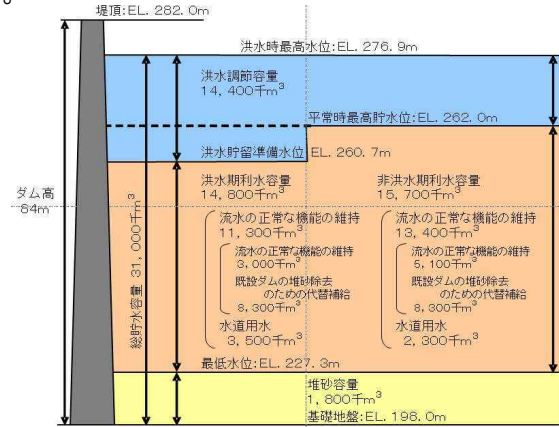 堤頂:EL. 282. 0m
洪水時最高水位:EL. 276. 9m
洪水調節容量
14, 400千m³
平常時最高貯水位:EL. 262. 0m
洪水貯留準備水位 EL. 260. 7m
ダム高
84m
総貯水容量 31, 000千m³
洪水期利水容量
14, 800千m³
流水の正常な機能の維持
11, 300千m³
流水の正常な機能の維持
3, 000千m³
既設ダムの堆砂除去
のための代替補給
8, 300千m³
水道用水
3, 500千m³
非洪水期利水容量
15, 700千m³
流水の正常な機能の維持
13, 400千m³
流水の正常な機能の維持
5, 100千m³
既設ダムの堆砂除去
のための代替補給
8, 300千m³
水道用水
2, 300千m³
最低水位:EL. 227. 3m
堆砂容量
1, 800千m³
基礎地盤:EL. 198. 0m